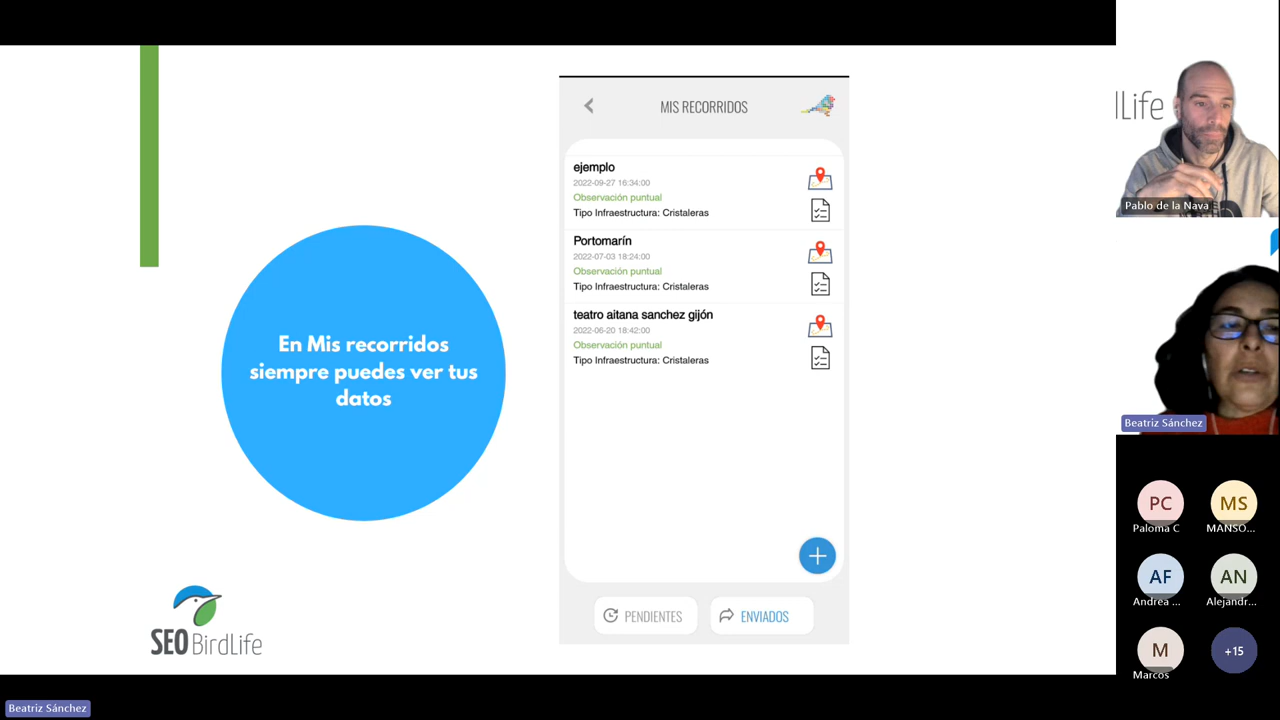 En Mis recorridos
siempre puedes ver tus
datos
SEO BirdLife
MIS RECORRIDOS
ejemplo
2022-09-27 16:34:00
Observación puntual
Tipo Infraestructura: Cristaleras
Portomarín
2022-07-03 18:24:00
Observación puntual
Tipo Infraestructura: Cristaleras
teatro aitana sanchez gijón
2022-06-20 18:42:00
Observación puntual
Tipo Infraestructura: Cristaleras
PENDIENTES
ENVIADOS
dLife
Pablo de la Nava
Beatriz Sánchez
PC
Paloma C
MS
MANSO...
AF
Andrea ...
AN
Alejandr...
M
Marcos
+15
Beatriz Sánchez